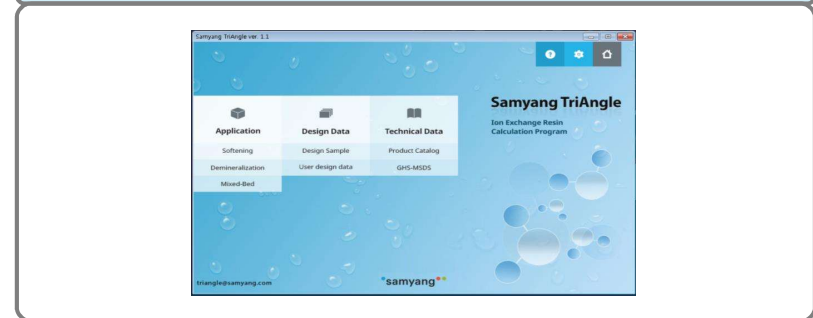 Samyang TriAngle ver. 1.1
Samyang TriAngle
Ion Exchange Resin
Calculation Program
Application
Softening
Demineralization
Mixed-Bed
Design Data
Design Sample
User design data
Technical Data
Product Catalog
GHS-MSDS
triangle@samyang.com
samyang